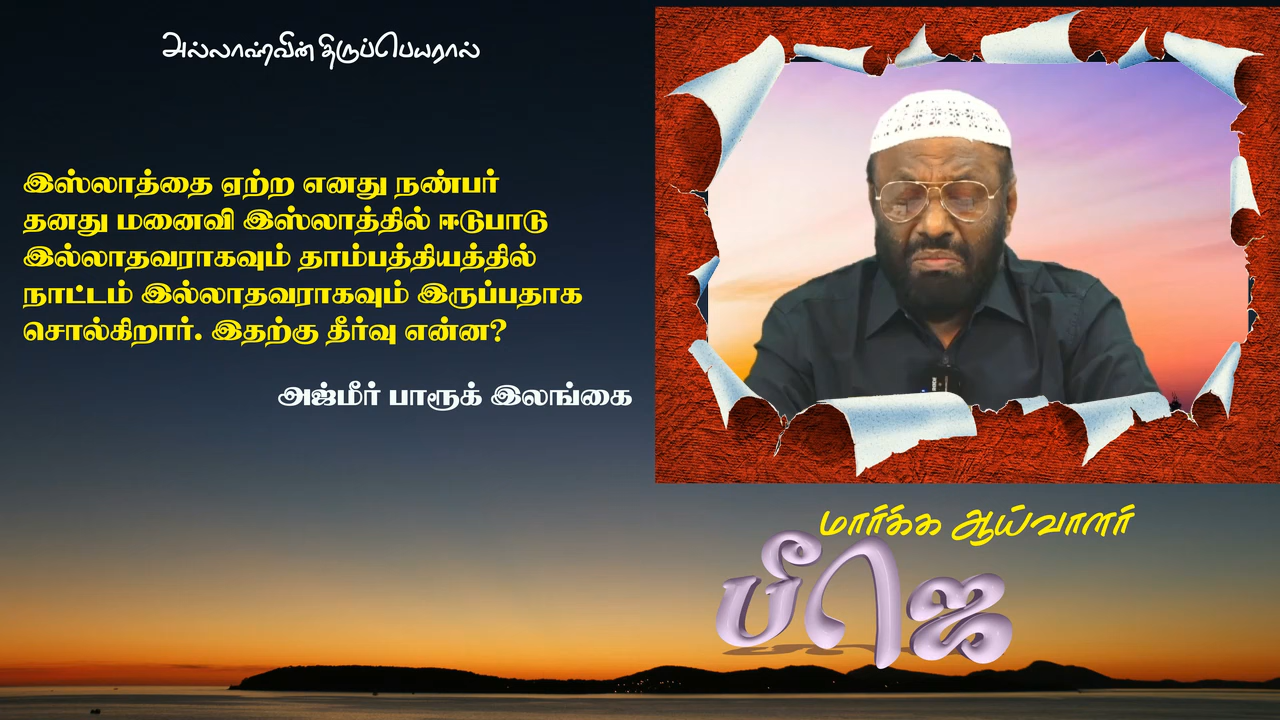 அல்லாஹ்வின் திருப்பெயரால்
இஸ்லாத்தை ஏற்ற எனது நண்பர்
தனது மனைவி இஸ்லாத்தில் ஈடுபாடு
இல்லாதவராகவும் தாம்பத்தியத்தில்
நாட்டம் இல்லாதவராகவும் இருப்பதாக
சொல்கிறார். இதற்கு தீர்வு என்ன?
அஜ்மீர் பாரூக் இலங்கை
மார்க்க ஆய்வாளர்
பீஜெ